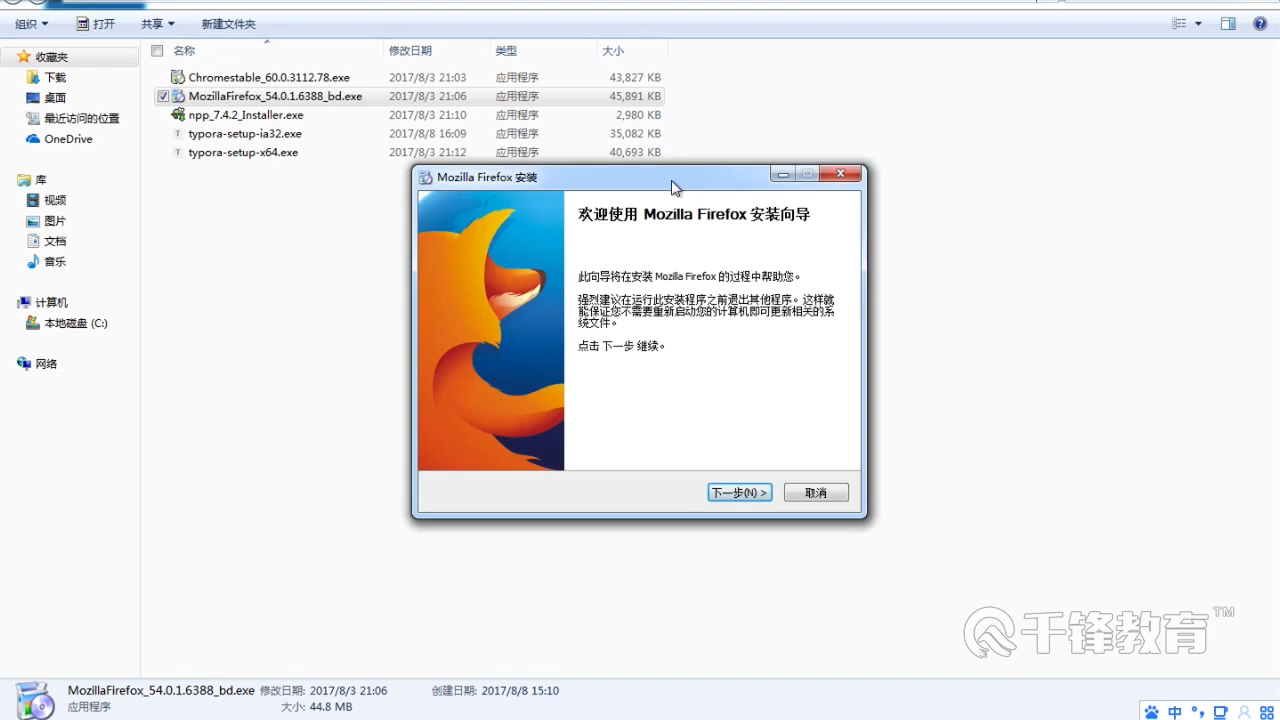 组织 打开 共享 新建文件夹
名称 修改日期 类型 大小
收藏夹
下载
桌面
最近访问的位置
OneDrive
库
视频
图片
文档
音乐
计算机
本地磁盘 (C:)
网络
Chromestable_60.0.3112.78.exe 2017/8/3 21:03 应用程序 43,827 KB
MozillaFirefox_54.0.1.6388_bd.exe 2017/8/3 21:06 应用程序 45,891 KB
npp_7.4.2_Installer.exe 2017/8/3 21:10 应用程序 2,980 KB
typora-setup-ia32.exe 2017/8/8 16:09 应用程序 35,082 KB
typora-setup-x64.exe 2017/8/3 21:12 应用程序 40,693 KB
Mozilla Firefox 安装
欢迎使用 Mozilla Firefox 安装向导
此向导将在安装 Mozilla Firefox 的过程中帮助您。
强烈建议在运行此安装程序之前退出其他程序。这样就
能保证您不需要重新启动您的计算机即可更新相关的系
统文件。
点击 下一步 继续。
下一步(N) > 取消
千锋教育 TM
MozillaFirefox_54.0.1.6388_bd.exe 修改日期: 2017/8/3 21:06 创建日期: 2017/8/8 15:10
应用程序 大小: 44.8 MB
中